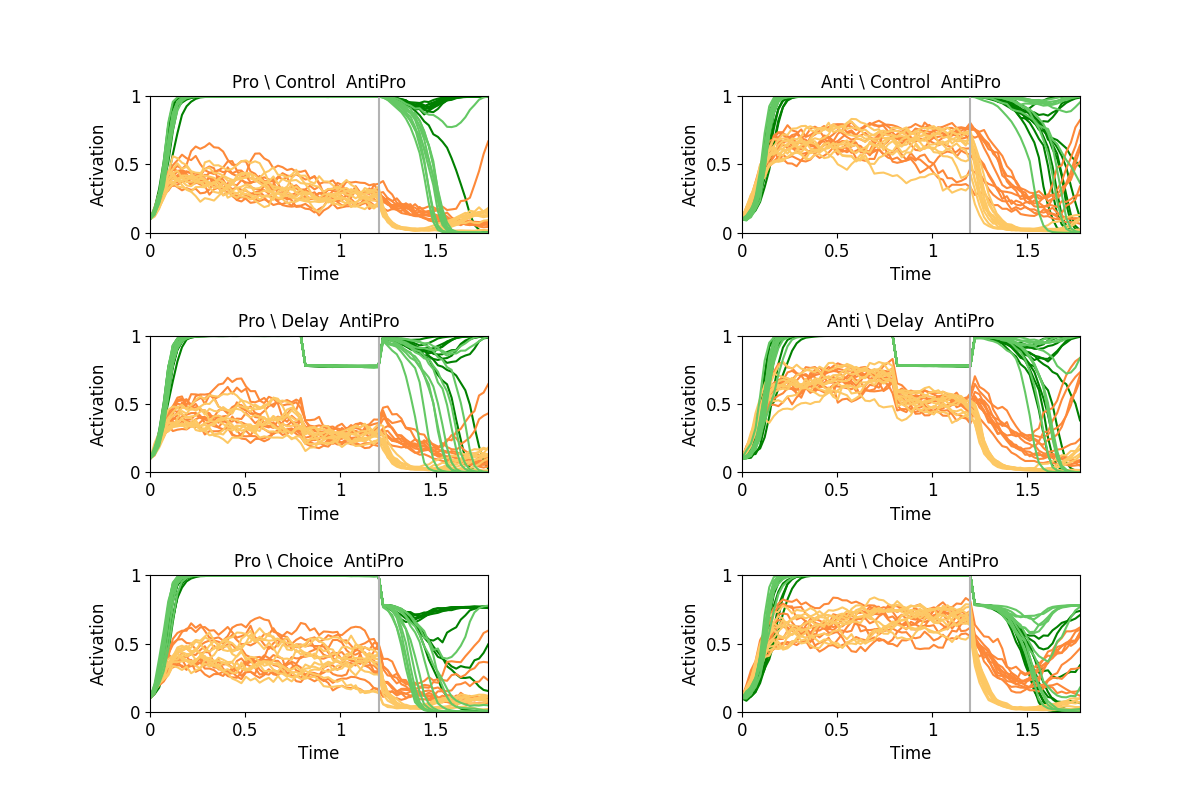 Pro \ Control  AntiPro
1
0.5
0
Activation
0 0.5 1 1.5
Time
Anti \ Control  AntiPro
1
0.5
0
Activation
0 0.5 1 1.5
Time
Pro \ Delay  AntiPro
1
0.5
0
Activation
0 0.5 1 1.5
Time
Anti \ Delay  AntiPro
1
0.5
0
Activation
0 0.5 1 1.5
Time
Pro \ Choice  AntiPro
1
0.5
0
Activation
0 0.5 1 1.5
Time
Anti \ Choice  AntiPro
1
0.5
0
Activation
0 0.5 1 1.5
Time